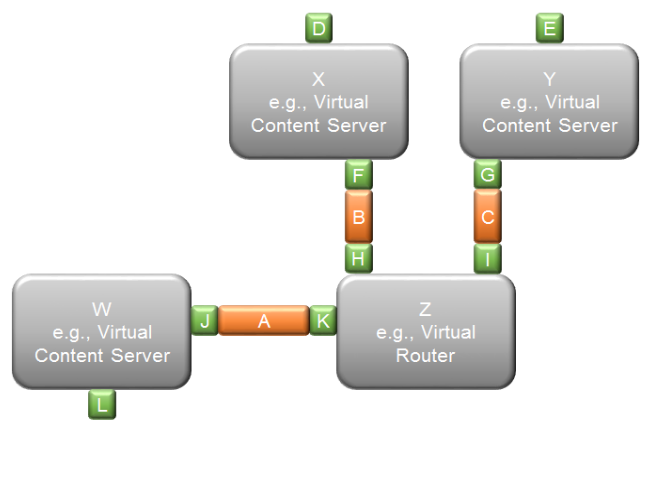 D
E
X
e.g., Virtual
Content Server
Y
e.g., Virtual
Content Server
F
G
B
C
H
I
W
e.g., Virtual
Content Server
J
A
K
Z
e.g., Virtual
Router
L